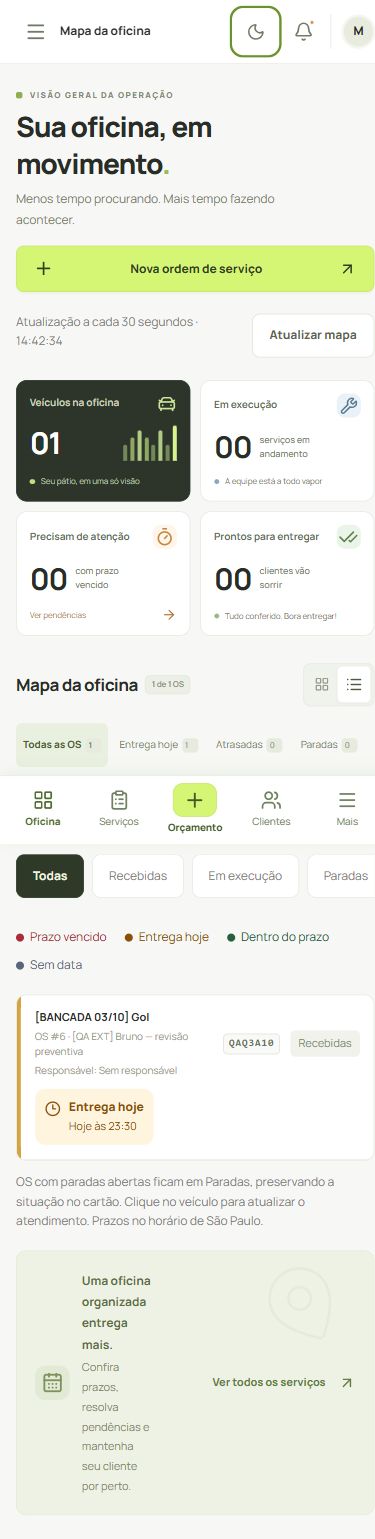 Mapa da oficina
M
VISÃO GERAL DA OPERAÇÃO
Sua oficina, em
movimento.
Menos tempo procurando. Mais tempo fazendo
acontecer.
Nova ordem de serviço
Atualização a cada 30 segundos ·
14:42:34
Atualizar mapa
Veículos na oficina
01
Seu pátio, em uma só visão
Em execução
00 serviços em
andamento
A equipe está a todo vapor
Precisam de atenção
00 com prazo
vencido
Ver pendências
Prontos para entregar
00 clientes vão
sorrir
Tudo conferido. Bora entregar!
Mapa da oficina 1 de 1 OS
Todas as OS 1 Entrega hoje 1 Atrasadas 0 Paradas 0
Oficina Serviços Orçamento Clientes Mais
Todas Recebidas Em execução Paradas
Prazo vencido Entrega hoje Dentro do prazo
Sem data
[BANCADA 03/10] Gol
OS #6 · [QA EXT] Bruno — revisão
preventiva
Responsável: Sem responsável
QAQ3A10 Recebidas
Entrega hoje
Hoje às 23:30
OS com paradas abertas ficam em Paradas, preservando a
situação no cartão. Clique no veículo para atualizar o
atendimento. Prazos no horário de São Paulo.
Uma oficina
organizada
entrega
mais.
Confira
prazos,
resolva
pendências e
mantenha
seu cliente
por perto.
Ver todos os serviços